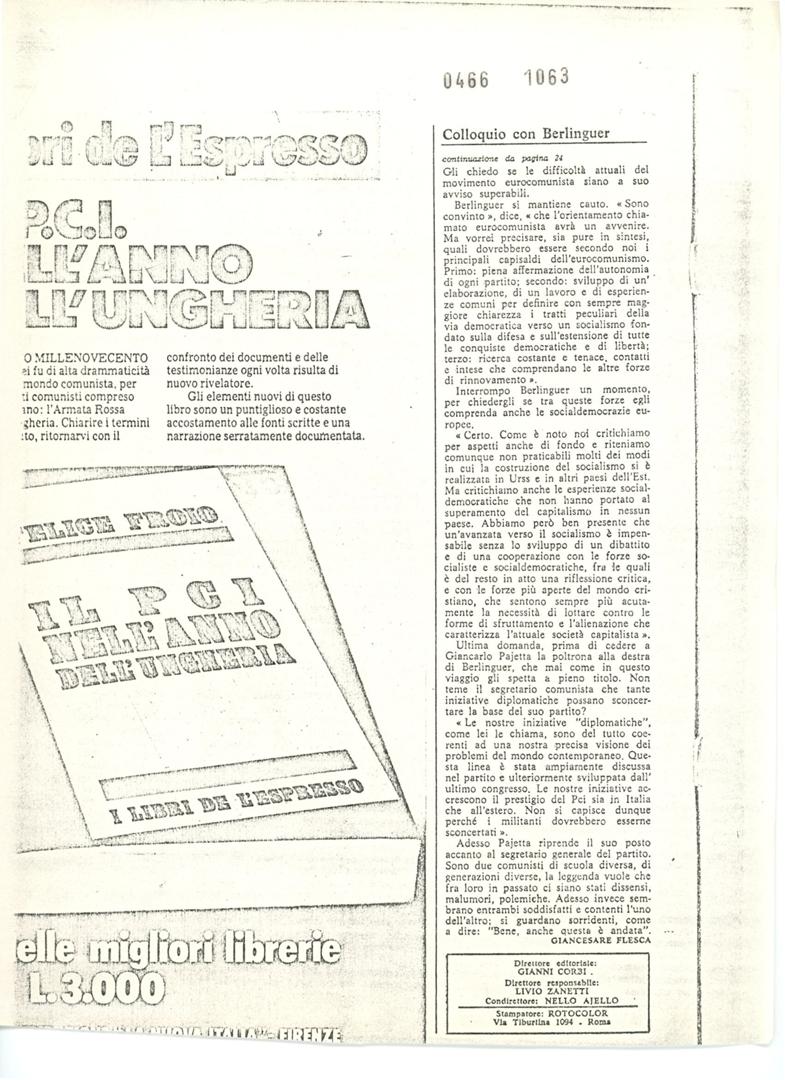 0466 1063
ori de L'Espresso
P.C.I.
LL'ANNO
LL'UNGHERIA
O MILLENOVECENTO
ei fu di alta drammaticità
mondo comunista, per
ti comunisti compreso
ano: l'Armata Rossa
gheria. Chiarire i termini
to, ritornarvi con il
confronto dei documenti e delle
testimonianze ogni volta risulta di
nuovo rivelatore.
Gli elementi nuovi di questo
libro sono un puntiglioso e costante
accostamento alle fonti scritte e una
narrazione serratamente documentata.
ELICE FROIO
IL PCI
NELL'ANNO
DELL'UNGHERIA
I LIBRI DE L'ESPRESSO
elle migliori librerie
L. 3.000
NUOVA ITALIA - FIRENZE
Colloquio con Berlinguer
continuazione da pagina 24
Gli chiedo se le difficoltà attuali del
movimento eurocomunista siano a suo
avviso superabili.
Berlinguer si mantiene cauto. « Sono
convinto », dice, « che l'orientamento chia-
mato eurocomunista avrà un avvenire.
Ma vorrei precisare, sia pure in sintesi,
quali dovrebbero essere secondo noi i
principali capisaldi dell'eurocomunismo.
Primo: piena affermazione dell'autonomia
di ogni partito; secondo: sviluppo di un'
elaborazione, di un lavoro e di esperien-
ze comuni per definire con sempre mag-
giore chiarezza i tratti peculiari della
via democratica verso un socialismo fon-
dato sulla difesa e sull'estensione di tutte
le conquiste democratiche e di libertà;
terzo: ricerca costante e tenace, contatti
e intese che comprendano le altre forze
di rinnovamento ».
Interrompo Berlinguer un momento,
per chiedergli se tra queste forze egli
comprenda anche le socialdemocrazie eu-
ropee.
« Certo. Come è noto noi critichiamo
per aspetti anche di fondo e riteniamo
comunque non praticabili molti dei modi
in cui la costruzione del socialismo si è
realizzata in Urss e in altri paesi dell'Est.
Ma critichiamo anche le esperienze social-
democratiche che non hanno portato al
superamento del capitalismo in nessun
paese. Abbiamo però ben presente che
un'avanzata verso il socialismo è impen-
sabile senza lo sviluppo di un dibattito
e di una cooperazione con le forze so-
cialiste e socialdemocratiche, fra le quali
è del resto in atto una riflessione critica,
e con le forze più aperte del mondo cri-
stiano, che sentono sempre più acuta-
mente la necessità di lottare contro le
forme di sfruttamento e l'alienazione che
caratterizza l'attuale società capitalista ».
Ultima domanda, prima di cedere a
Giancarlo Pajetta la poltrona alla destra
di Berlinguer, che mai come in questo
viaggio gli spetta a pieno titolo. Non
teme il segretario comunista che tante
iniziative diplomatiche possano sconcer-
tare la base del suo partito?
« Le nostre iniziative "diplomatiche",
come lei le chiama, sono del tutto coe-
renti ad una nostra precisa visione dei
problemi del mondo contemporaneo. Que-
sta linea è stata ampiamente discussa
nel partito e ulteriormente sviluppata dall'
ultimo congresso. Le nostre iniziative ac-
crescono il prestigio del Pci sia in Italia
che all'estero. Non si capisce dunque
perché i militanti dovrebbero esserne
sconcertati ».
Adesso Pajetta riprende il suo posto
accanto al segretario generale del partito.
Sono due comunisti di scuola diversa, di
generazioni diverse, la leggenda vuole che
fra loro in passato ci siano stati dissensi,
malumori, polemiche. Adesso invece sem-
brano entrambi soddisfatti e contenti l'uno
dell'altro; si guardano sorridenti, come
a dire: "Bene, anche questa è andata".
GIANCESARE FLESCA
Direttore editoriale:
GIANNI CORBI
Direttore responsabile:
LIVIO ZANETTI
Condirettore: NELLO AJELLO
Stampatore: ROTOCOLOR
Via Tiburtina 1094 - Roma